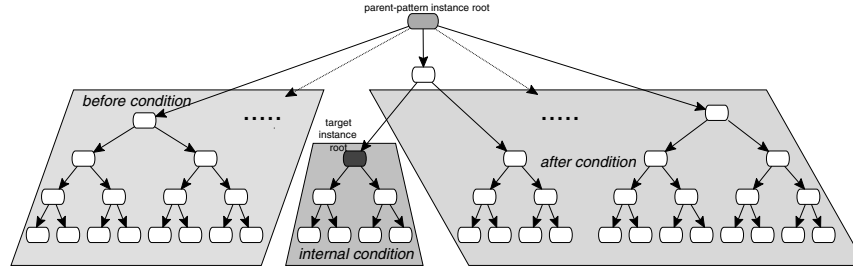 parent-pattern instance root
before condition
.....
.....
target
instance
root
after condition
internal condition